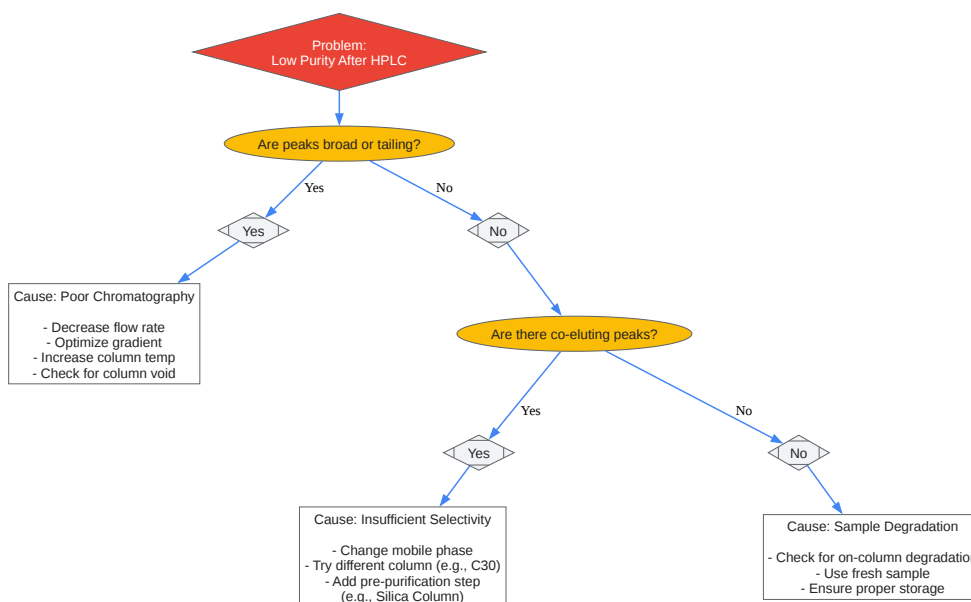 Problem:
Low Purity After HPLC
Are peaks broad or tailing?
Yes
No
Yes
No
Cause: Poor Chromatography
- Decrease flow rate
- Optimize gradient
- Increase column temp
- Check for column void
Are there co-eluting peaks?
Yes
No
Yes
No
Cause: Insufficient Selectivity
- Change mobile phase
- Try different column (e.g., C30)
- Add pre-purification step
(e.g., Silica Column)
Cause: Sample Degradation
- Check for on-column degradation
- Use fresh sample
- Ensure proper storage